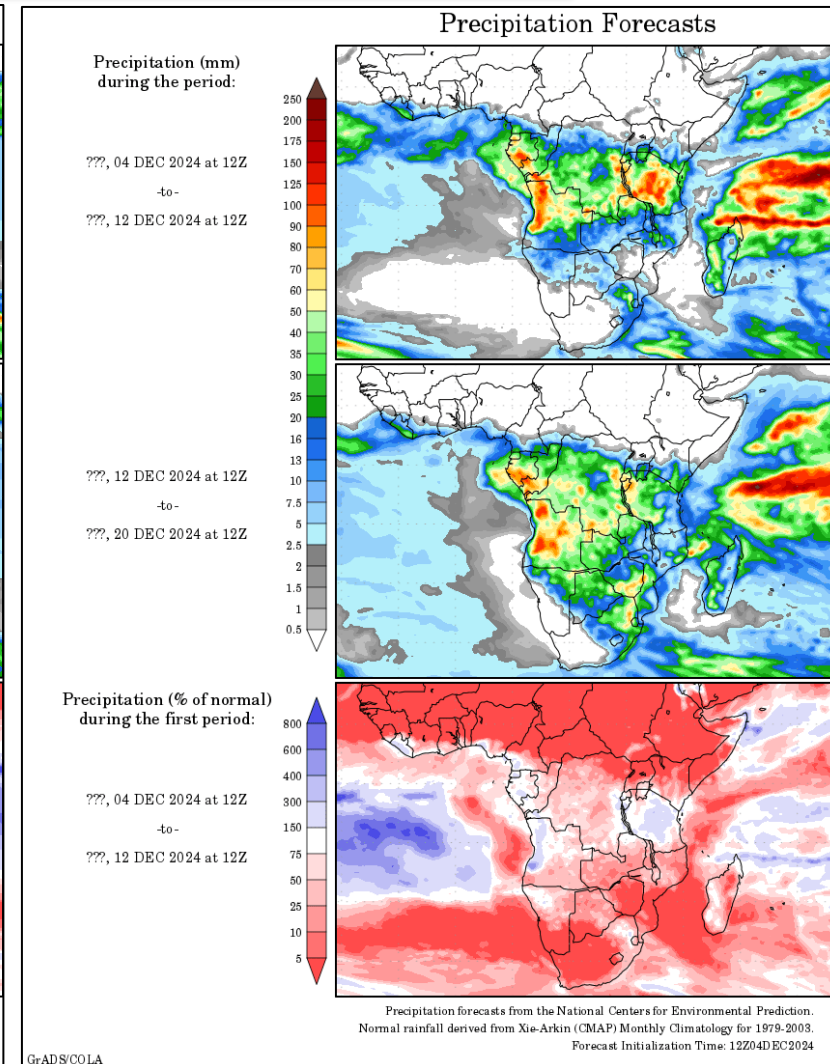 Precipitation Forecasts
Precipitation (mm)
during the period:
???, 04 DEC 2024 at 12Z
-to-
???, 12 DEC 2024 at 12Z
250
200
175
150
125
100
90
80
70
60
50
40
35
30
25
20
16
13
10
7.5
5
2.5
2
1.5
1
0.5
???, 12 DEC 2024 at 12Z
-to-
???, 20 DEC 2024 at 12Z
Precipitation (% of normal)
during the first period:
???, 04 DEC 2024 at 12Z
-to-
???, 12 DEC 2024 at 12Z
800
600
400
300
150
75
50
25
10
5
Precipitation forecasts from the National Centers for Environmental Prediction.
Normal rainfall derived from Xie-Arkin (CMAP) Monthly Climatology for 1979-2003.
Forecast Initialization Time: 12Z04DEC2024
GrADS/COLA